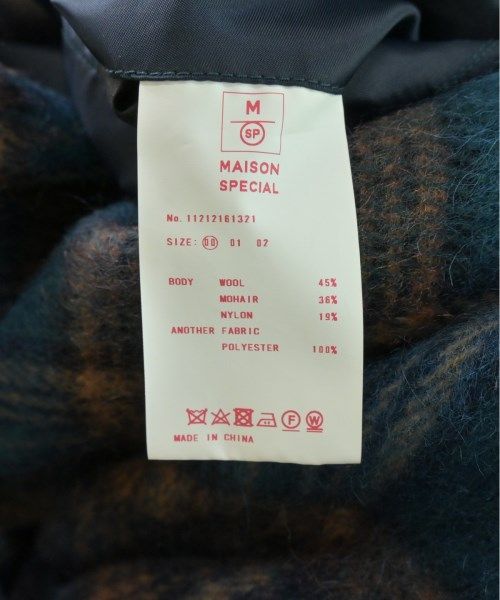 M
SP
MAISON
SPECIAL
No. 11212161321
SIZE: 00 01 02
BODY WOOL 45%
MOHAIR 36%
NYLON 19%
ANOTHER FABRIC
POLYESTER 100%
F W
MADE IN CHINA